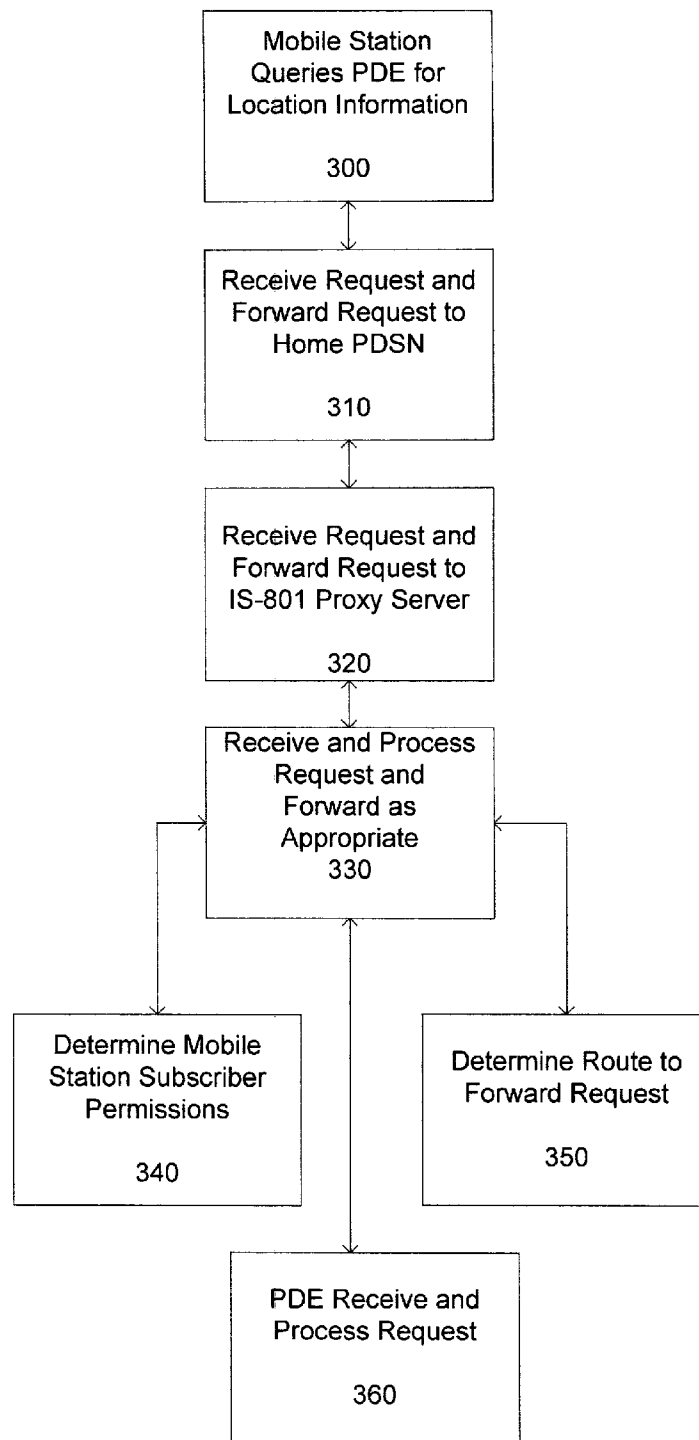 Mobile Station
Queries PDE for
Location Information
300
Receive Request and
Forward Request to
Home PDSN
310
Receive Request and
Forward Request to
IS-801 Proxy Server
320
Receive and Process
Request and
Forward as
Appropriate
330
Determine Mobile
Station Subscriber
Permissions
340
Determine Route to
Forward Request
350
PDE Receive and
Process Request
360